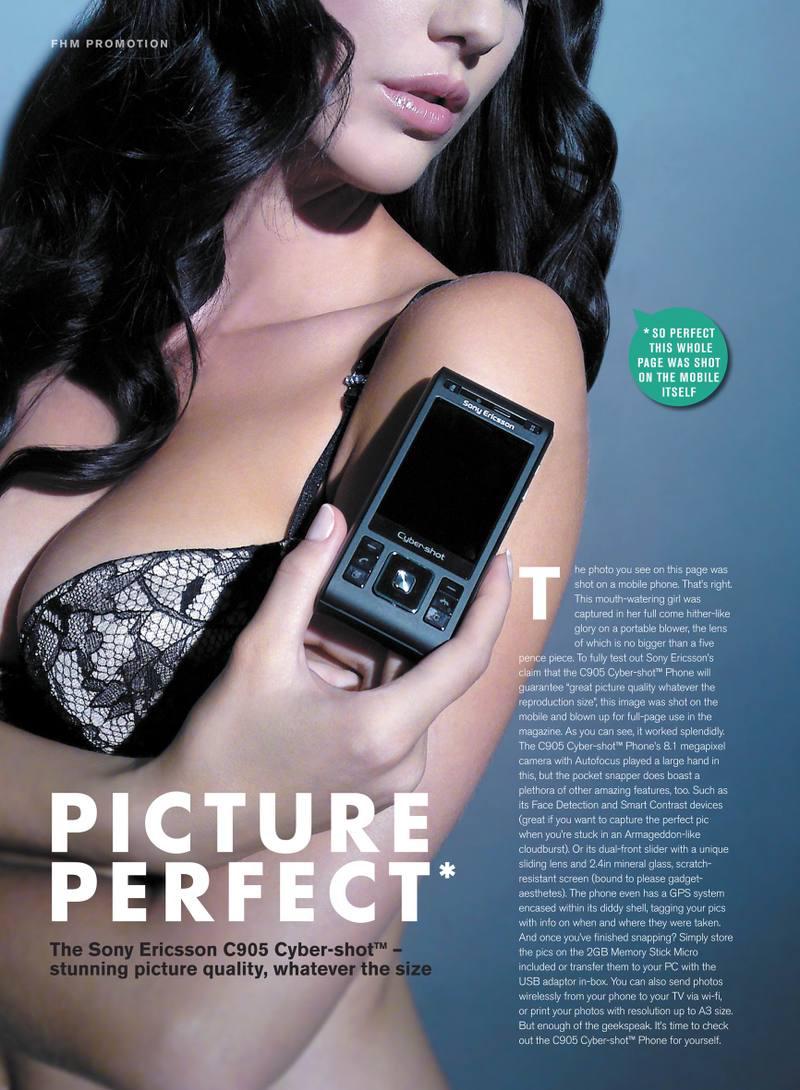 FHM PROMOTION
* SO PERFECT
THIS WHOLE
PAGE WAS SHOT
ON THE MOBILE
ITSELF
Sony Ericsson
Cyber-shot
The photo you see on this page was
shot on a mobile phone. That's right.
This mouth-watering girl was
captured in her full come hither-like
glory on a portable blower, the lens
of which is no bigger than a five
pence piece. To fully test out Sony Ericsson's
claim that the C905 Cyber-shot™ Phone will
guarantee "great picture quality whatever the
reproduction size", this image was shot on the
mobile and blown up for full-page use in the
magazine. As you can see, it worked splendidly.
The C905 Cyber-shot™ Phone's 8.1 megapixel
camera with Autofocus played a large hand in
this, but the pocket snapper does boast a
plethora of other amazing features, too. Such as
its Face Detection and Smart Contrast devices
(great if you want to capture the perfect pic
when you're stuck in an Armageddon-like
cloudburst). Or its dual-front slider with a unique
sliding lens and 2.4in mineral glass, scratch-
resistant screen (bound to please gadget-
aesthetes). The phone even has a GPS system
encased within its diddy shell, tagging your pics
with info on when and where they were taken.
And once you've finished snapping? Simply store
the pics on the 2GB Memory Stick Micro
included or transfer them to your PC with the
USB adaptor in-box. You can also send photos
wirelessly from your phone to your TV via wi-fi,
or print your photos with resolution up to A3 size.
But enough of the geekspeak. It's time to check
out the C905 Cyber-shot™ Phone for yourself.
PICTURE
PERFECT*
The Sony Ericsson C905 Cyber-shot™ –
stunning picture quality, whatever the size